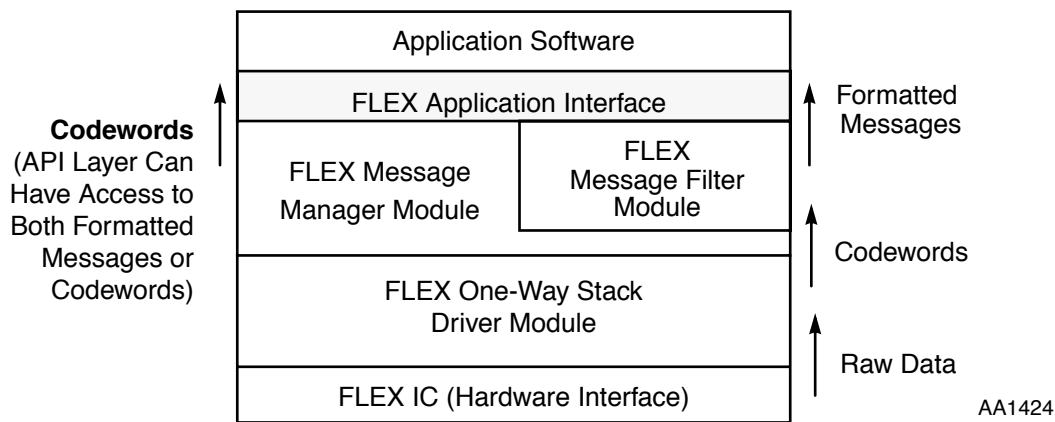 Application Software
FLEX Application Interface
Codewords
(API Layer Can
Have Access to
Both Formatted
Messages or
Codewords)
FLEX Message
Manager Module
FLEX
Message Filter
Module
Formatted
Messages
Codewords
FLEX One-Way Stack
Driver Module
Raw Data
FLEX IC (Hardware Interface)
AA1424